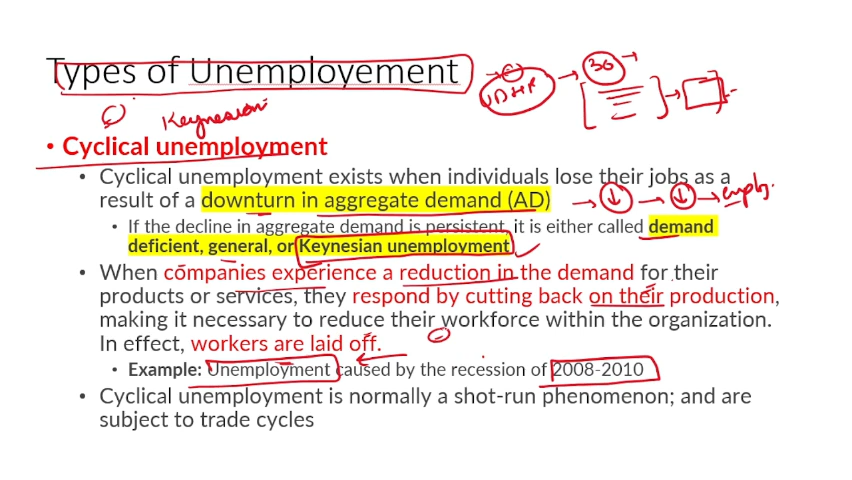 Types of Unemployement
30
Keynesian
• Cyclical unemployment
• Cyclical unemployment exists when individuals lose their jobs as a
result of a downturn in aggregate demand (AD)
• If the decline in aggregate demand is persistent, it is either called demand
deficient, general, or Keynesian unemployment
• When companies experience a reduction in the demand for their
products or services, they respond by cutting back on their production,
making it necessary to reduce their workforce within the organization.
In effect, workers are laid off.
• Example: Unemployment caused by the recession of 2008-2010
• Cyclical unemployment is normally a shot-run phenomenon; and are
subject to trade cycles